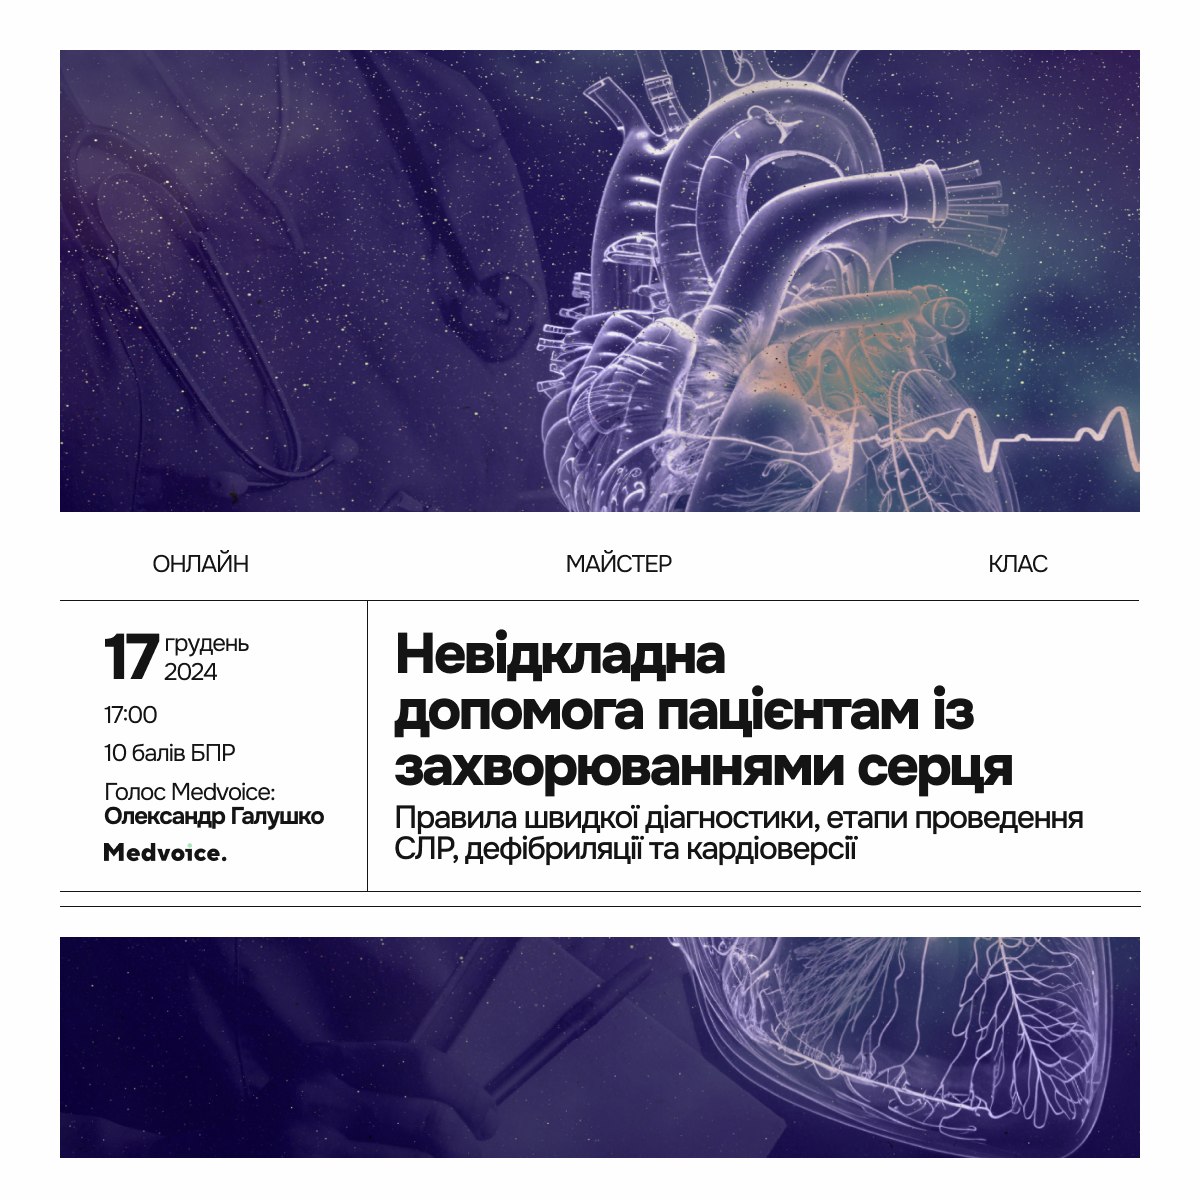 ОНЛАЙН МАЙСТЕР КЛАС
17 грудень
2024
17:00
10 балів БПР
Голос Medvoice:
Олександр Галушко
Medvoice.
Невідкладна
допомога пацієнтам із
захворюваннями серця
Правила швидкої діагностики, етапи проведення
СЛР, дефібриляції та кардіоверсії